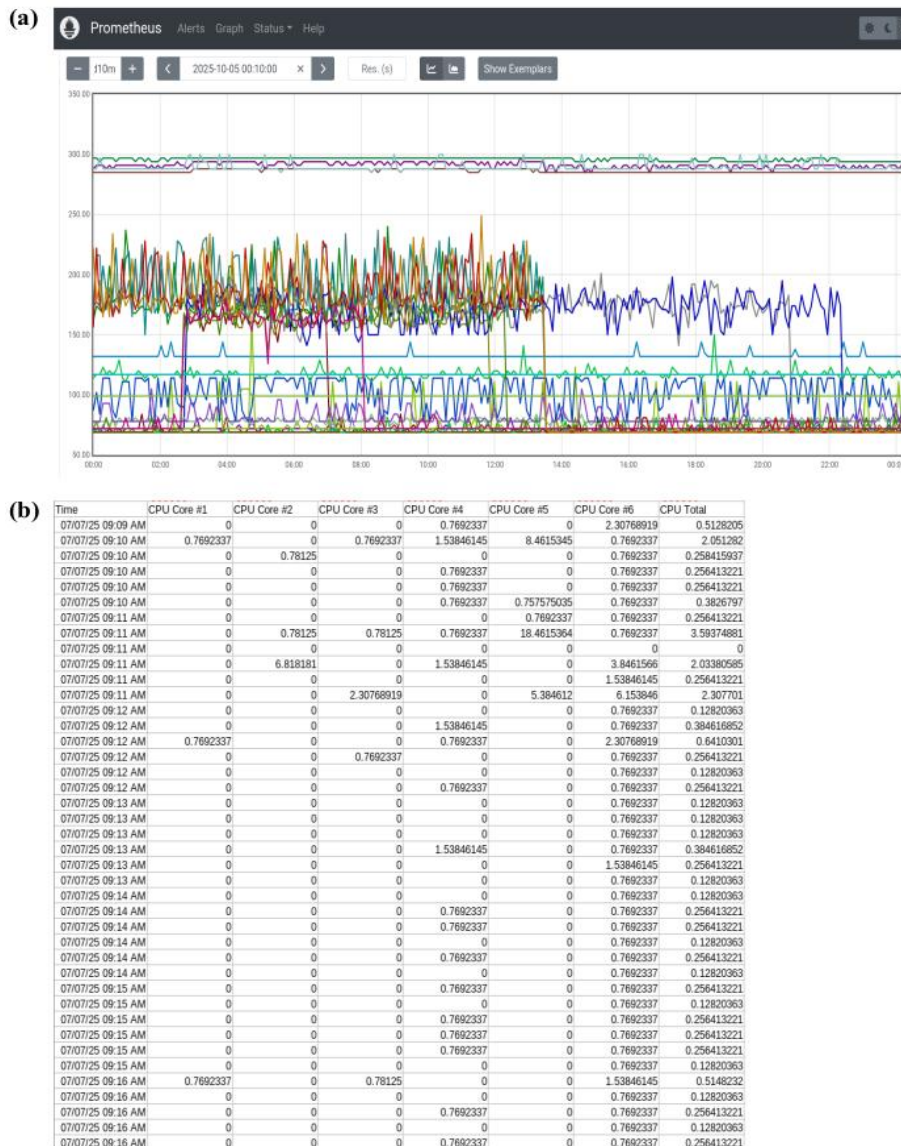 (a)
Prometheus Alerts Graph Status Help
10m 2025-10-05 00:10:00 Res. (s) Show Exemplars
350.00
300.00
250.00
200.00
150.00
100.00
50.00
00:00 02:00 04:00 06:00 08:00 10:00 12:00 14:00 16:00 18:00 20:00 22:00
(b)
Time CPU Core #1 CPU Core #2 CPU Core #3 CPU Core #4 CPU Core #5 CPU Core #6 CPU Total
07/07/25 09:09 AM 0 0 0 0.7692337 0 2.30768919 0.5128205
07/07/25 09:10 AM 0.7692337 0 0.7692337 1.53846145 8.4615345 0.7692337 2.051282
07/07/25 09:10 AM 0 0.78125 0 0 0 0.7692337 0.258415937
07/07/25 09:10 AM 0 0 0 0.7692337 0 0.7692337 0.256413221
07/07/25 09:10 AM 0 0 0 0.7692337 0 0.7692337 0.256413221
07/07/25 09:10 AM 0 0 0 0.7692337 0.757575035 0.7692337 0.3826797
07/07/25 09:11 AM 0 0 0 0 0.7692337 0.7692337 0.256413221
07/07/25 09:11 AM 0 0.78125 0.78125 0.7692337 18.4615364 0.7692337 3.59374881
07/07/25 09:11 AM 0 0 0 0 0 0 0
07/07/25 09:11 AM 0 6.818181 0 1.53846145 0 3.8461566 2.03380585
07/07/25 09:11 AM 0 0 0 0 0 1.53846145 0.256413221
07/07/25 09:11 AM 0 0 2.30768919 0 5.384612 6.153846 2.307701
07/07/25 09:12 AM 0 0 0 0 0 0.7692337 0.12820363
07/07/25 09:12 AM 0 0 0 1.53846145 0 0.7692337 0.384616852
07/07/25 09:12 AM 0.7692337 0 0 0.7692337 0 2.30768919 0.6410301
07/07/25 09:12 AM 0 0 0.7692337 0 0 0.7692337 0.256413221
07/07/25 09:12 AM 0 0 0 0 0 0.7692337 0.12820363
07/07/25 09:12 AM 0 0 0 0.7692337 0 0.7692337 0.256413221
07/07/25 09:13 AM 0 0 0 0 0 0.7692337 0.12820363
07/07/25 09:13 AM 0 0 0 0 0 0.7692337 0.12820363
07/07/25 09:13 AM 0 0 0 0 0 0.7692337 0.12820363
07/07/25 09:13 AM 0 0 0 1.53846145 0 0.7692337 0.384616852
07/07/25 09:13 AM 0 0 0 0 0 1.53846145 0.256413221
07/07/25 09:13 AM 0 0 0 0 0 0.7692337 0.12820363
07/07/25 09:14 AM 0 0 0 0 0 0.7692337 0.12820363
07/07/25 09:14 AM 0 0 0 0.7692337 0 0.7692337 0.256413221
07/07/25 09:14 AM 0 0 0 0.7692337 0 0.7692337 0.256413221
07/07/25 09:14 AM 0 0 0 0 0 0.7692337 0.12820363
07/07/25 09:14 AM 0 0 0 0.7692337 0 0.7692337 0.256413221
07/07/25 09:14 AM 0 0 0 0 0 0.7692337 0.12820363
07/07/25 09:15 AM 0 0 0 0.7692337 0 0.7692337 0.256413221
07/07/25 09:15 AM 0 0 0 0 0 0.7692337 0.12820363
07/07/25 09:15 AM 0 0 0 0.7692337 0 0.7692337 0.256413221
07/07/25 09:15 AM 0 0 0 0.7692337 0 0.7692337 0.256413221
07/07/25 09:15 AM 0 0 0 0.7692337 0 0.7692337 0.256413221
07/07/25 09:15 AM 0 0 0 0 0 0.7692337 0.12820363
07/07/25 09:16 AM 0.7692337 0 0.78125 0 0 1.53846145 0.5148232
07/07/25 09:16 AM 0 0 0 0 0 0.7692337 0.12820363
07/07/25 09:16 AM 0 0 0 0.7692337 0 0.7692337 0.256413221
07/07/25 09:16 AM 0 0 0 0 0 0.7692337 0.12820363
07/07/25 09:16 AM 0 0 0 0.7692337 0 0.7692337 0.256413221